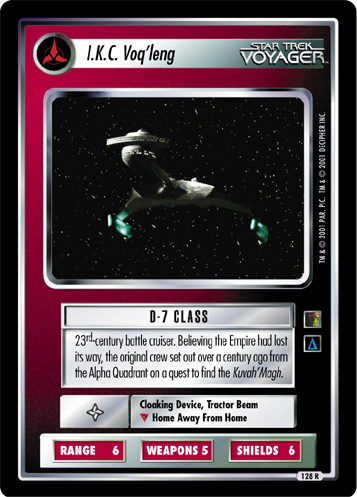 I.K.C. Voq'leng
STAR TREK
VOYAGER
TM & © 2001 PAR. PIC. TM & © 2001 DECIPHER INC.
D-7 CLASS
23rd-century battle cruiser. Believing the Empire had lost
its way, the original crew set out over a century ago from
the Alpha Quadrant on a quest to find the Kuvah'Magh.
Δ
Cloaking Device, Tractor Beam
▼ Home Away From Home
RANGE 6 WEAPONS 5 SHIELDS 6
128 R